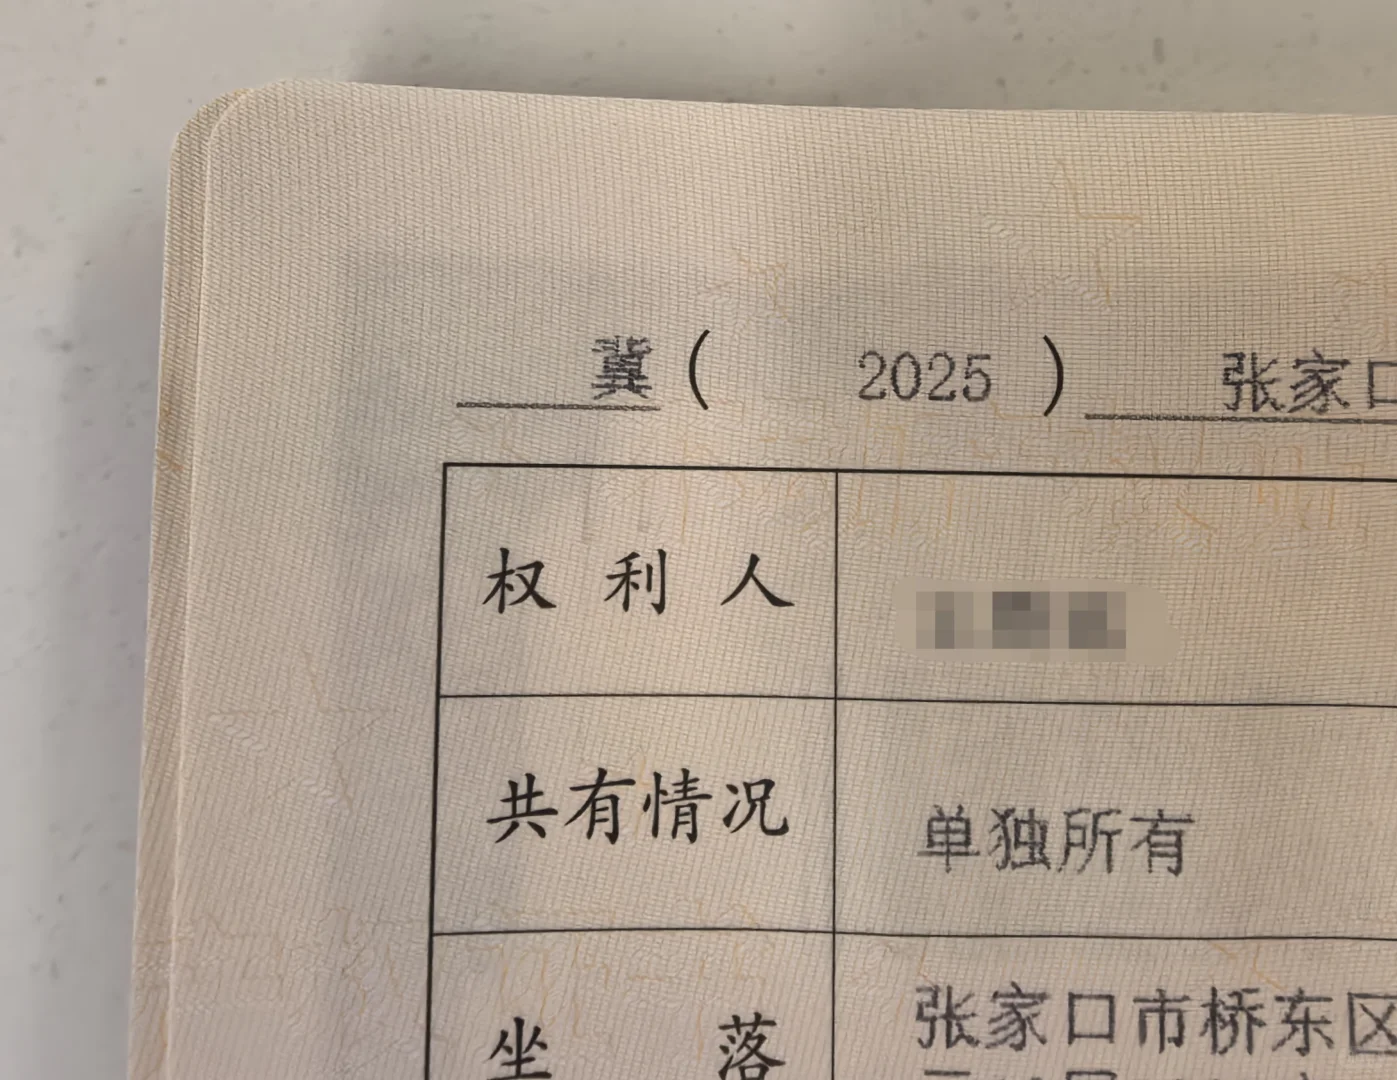 冀（ 2025 ） 张家口
权利人
共有情况 单独所有
坐落 张家口市桥东区